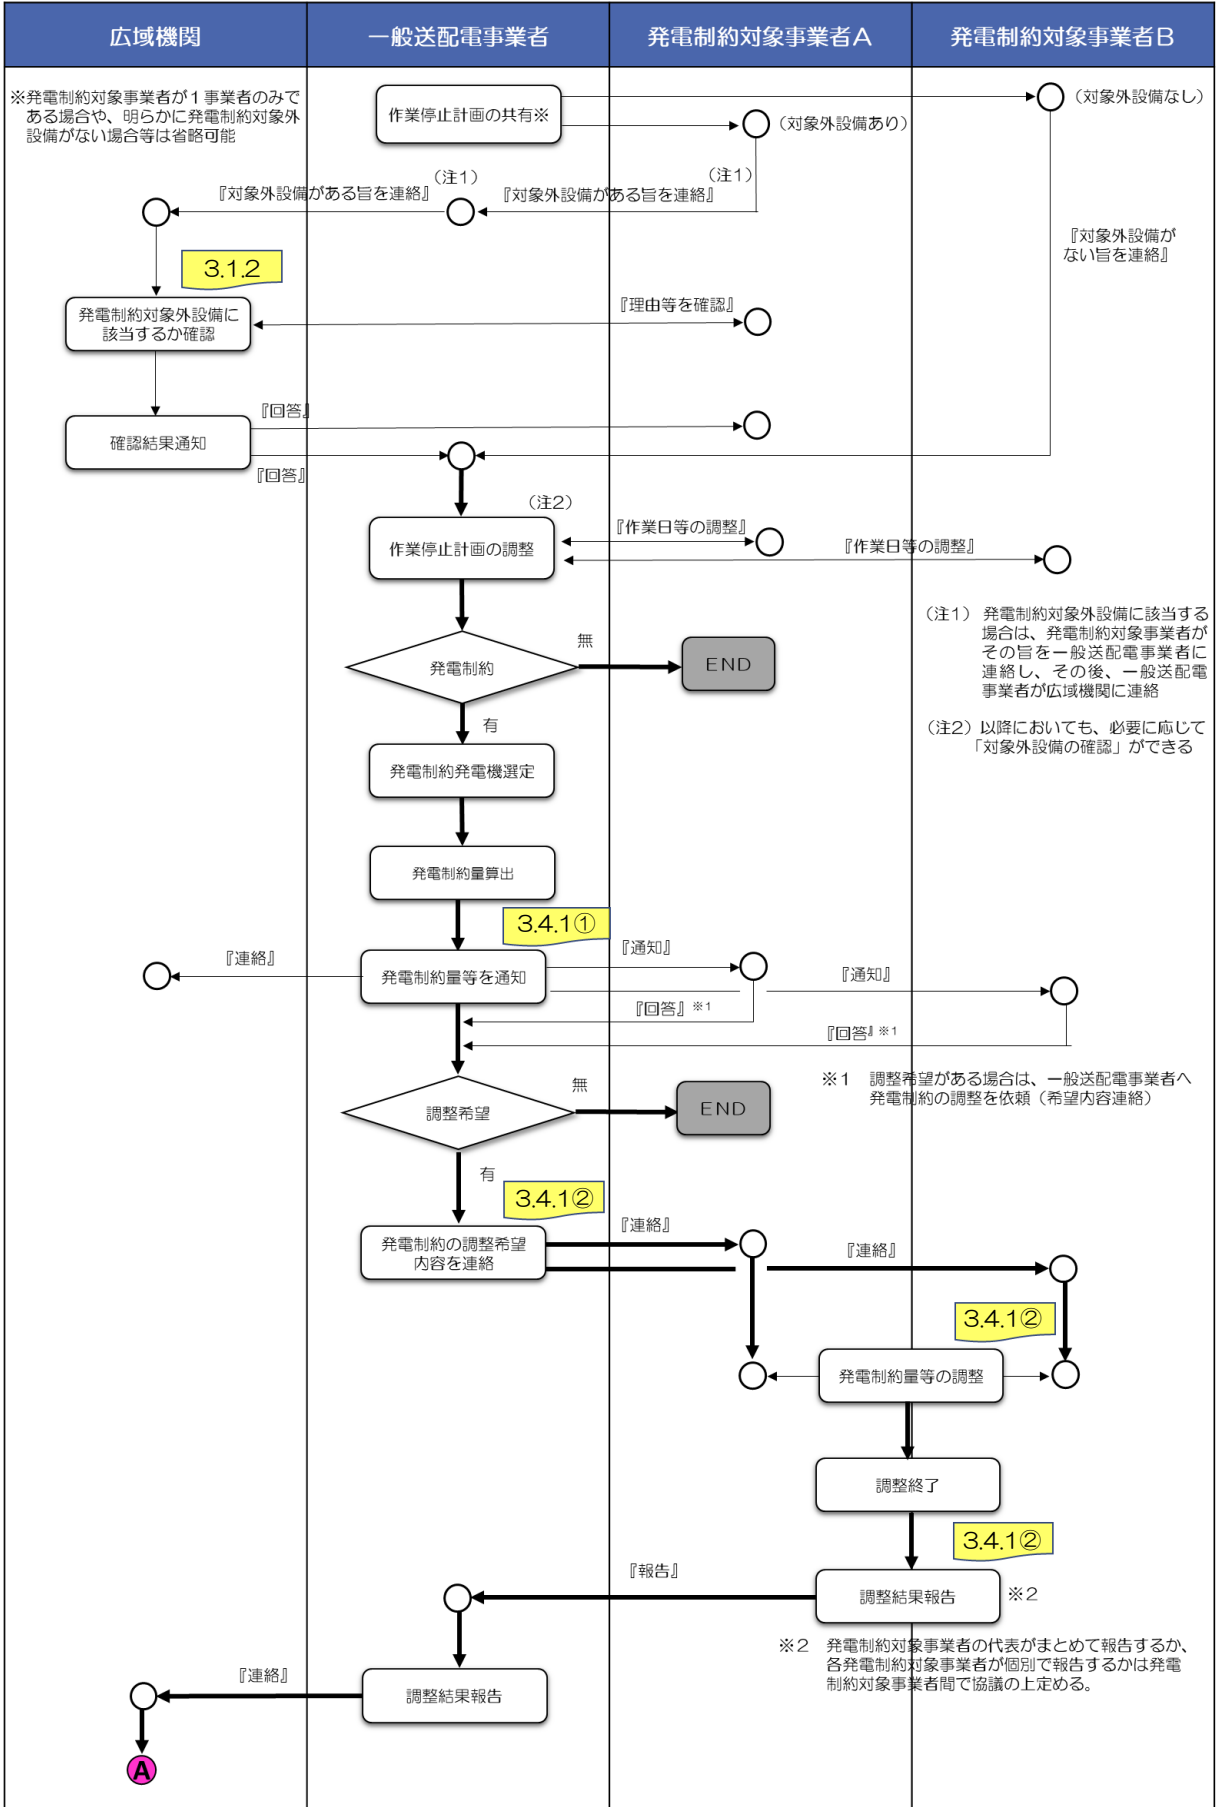 広域機関
一般送配電事業者
発電制約対象事業者A
発電制約対象事業者B
※発電制約対象事業者が1事業者のみで
ある場合や、明らかに発電制約対象外
設備がない場合等は省略可能
作業停止計画の共有※
（対象外設備なし）
（対象外設備あり）
（注1）
（注1）
『対象外設備がある旨を連絡』
『対象外設備がある旨を連絡』
『対象外設備が
ない旨を連絡』
3.1.2
発電制約対象外設備に
該当するか確認
『理由等を確認』
『回答』
確認結果通知
『回答』
（注2）
作業停止計画の調整
『作業日等の調整』
『作業日等の調整』
（注1） 発電制約対象外設備に該当する
場合は、発電制約対象事業者が
その旨を一般送配電事業者に
連絡し、その後、一般送配電
事業者が広域機関に連絡
発電制約
無
END
有
（注2）以降においても、必要に応じて
「対象外設備の確認」ができる
発電制約発電機選定
発電制約量算出
3.4.1①
発電制約量等を通知
『連絡』
『通知』
『通知』
『回答』※1
『回答』※1
※1 調整希望がある場合は、一般送配電事業者へ
発電制約の調整を依頼（希望内容連絡）
調整希望
無
END
有
3.4.1②
発電制約の調整希望
内容を連絡
『連絡』
『連絡』
3.4.1②
発電制約量等の調整
調整終了
3.4.1②
『報告』
調整結果報告
※2
※2 発電制約対象事業者の代表がまとめて報告するか、
各発電制約対象事業者が個別で報告するかは発電
制約対象事業者間で協議の上定める。
『連絡』
調整結果報告
A